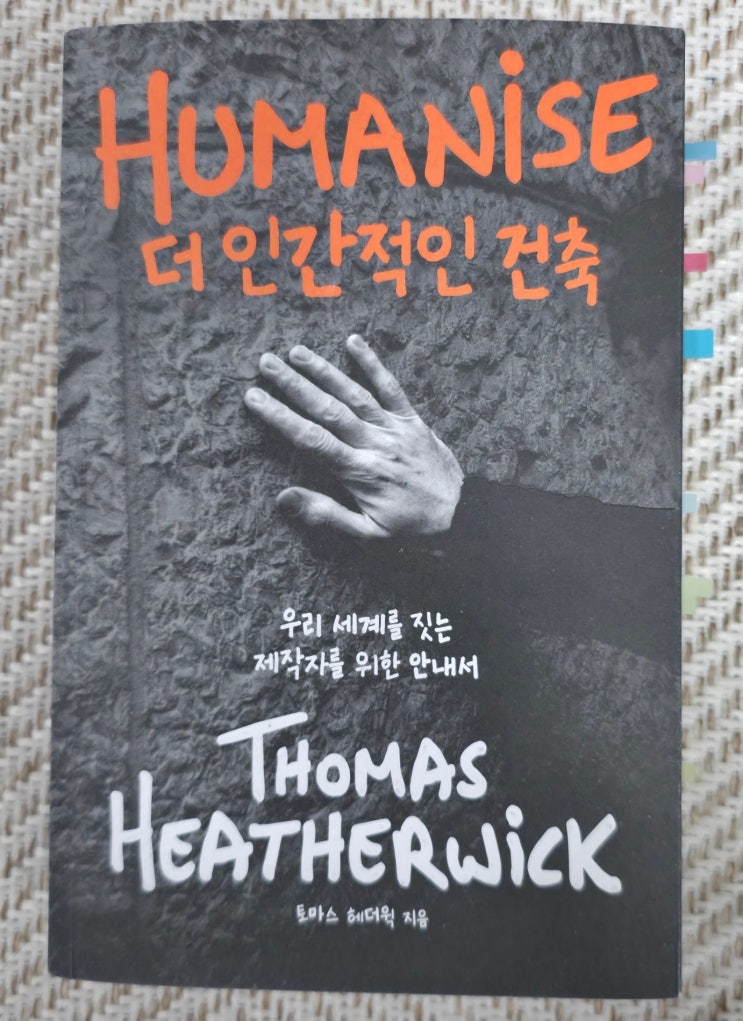 HUMANiSE
더 인간적인 건축
우리 세계를 짓는
제작자를 위한 안내서
THOMAS
HEATHERWiCK
토마스 헤더윅 지음